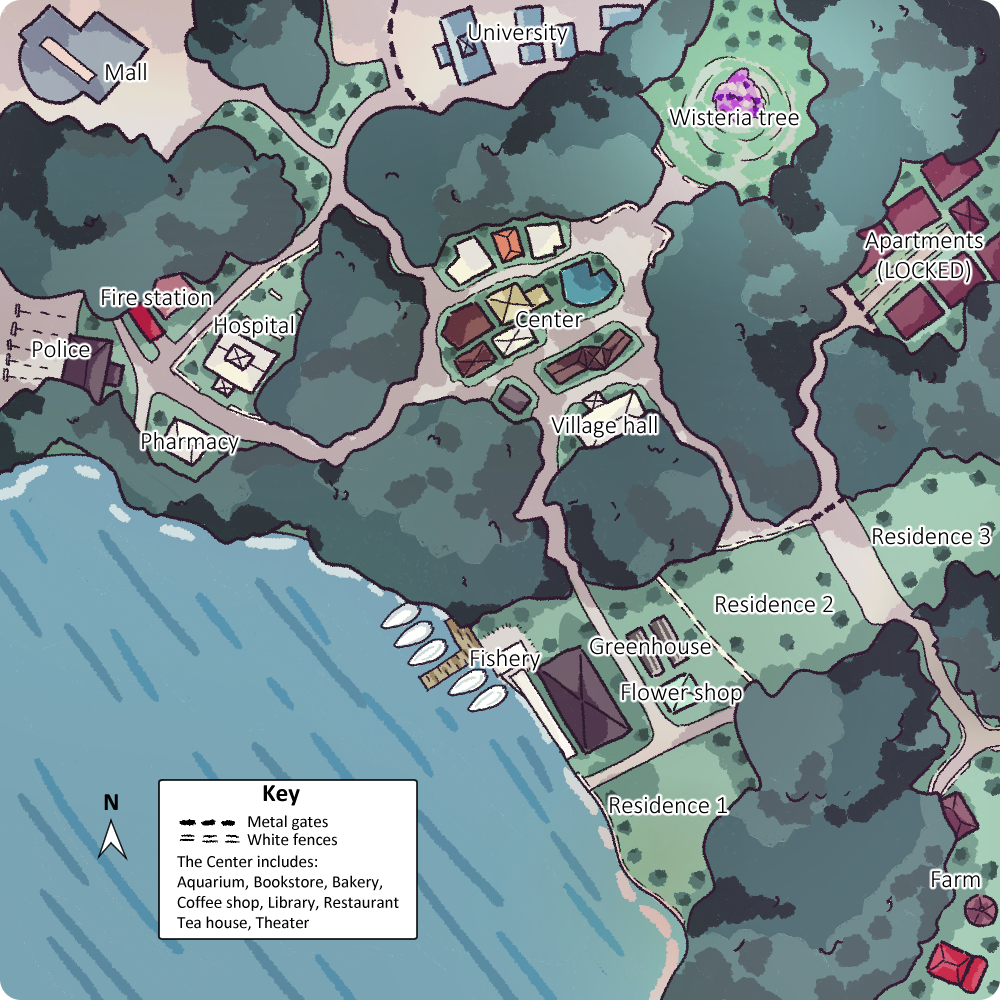 University
Mall
Wisteria tree
Apartments
(LOCKED)
Fire station
Hospital
Center
Police
Village hall
Pharmacy
Residence 3
Residence 2
Greenhouse
Fishery
Flower shop
Residence 1
N
Key
Metal gates
White fences
The Center includes:
Aquarium, Bookstore, Bakery,
Coffee shop, Library, Restaurant
Tea house, Theater
Farm